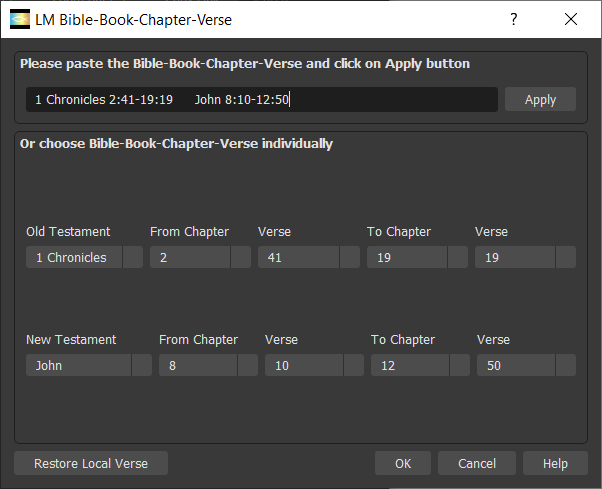 LM Bible-Book-Chapter-Verse ?
Please paste the Bible-Book-Chapter-Verse and click on Apply button
1 Chronicles 2:41-19:19 John 8:10-12:50 Apply
Or choose Bible-Book-Chapter-Verse individually
Old Testament From Chapter Verse To Chapter Verse
1 Chronicles 2 41 19 19
New Testament From Chapter Verse To Chapter Verse
John 8 10 12 50
Restore Local Verse OK Cancel Help